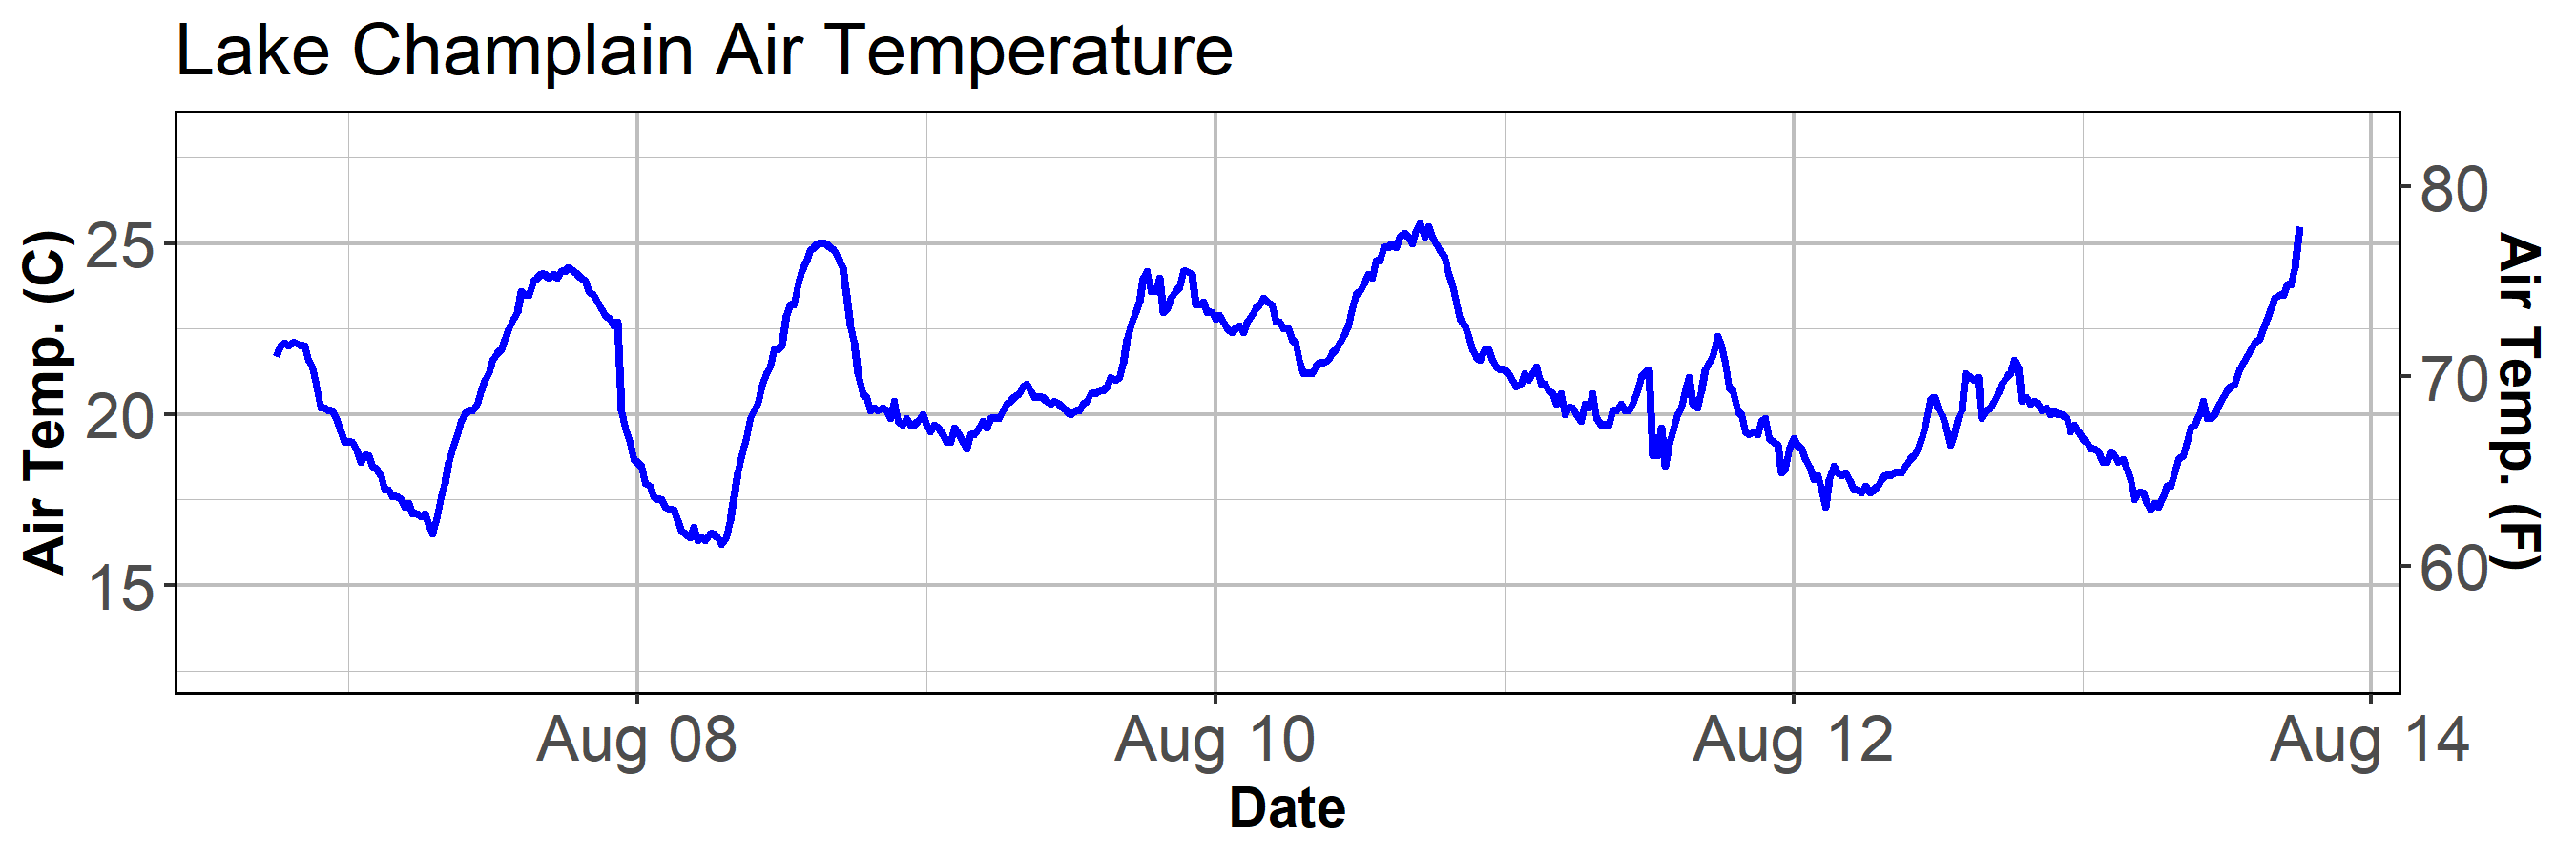 Lake Champlain Air Temperature
Air Temp. (C)
25
20
15
80
70
60
Air Temp. (F)
Aug 08
Aug 10
Aug 12
Aug 14
Date